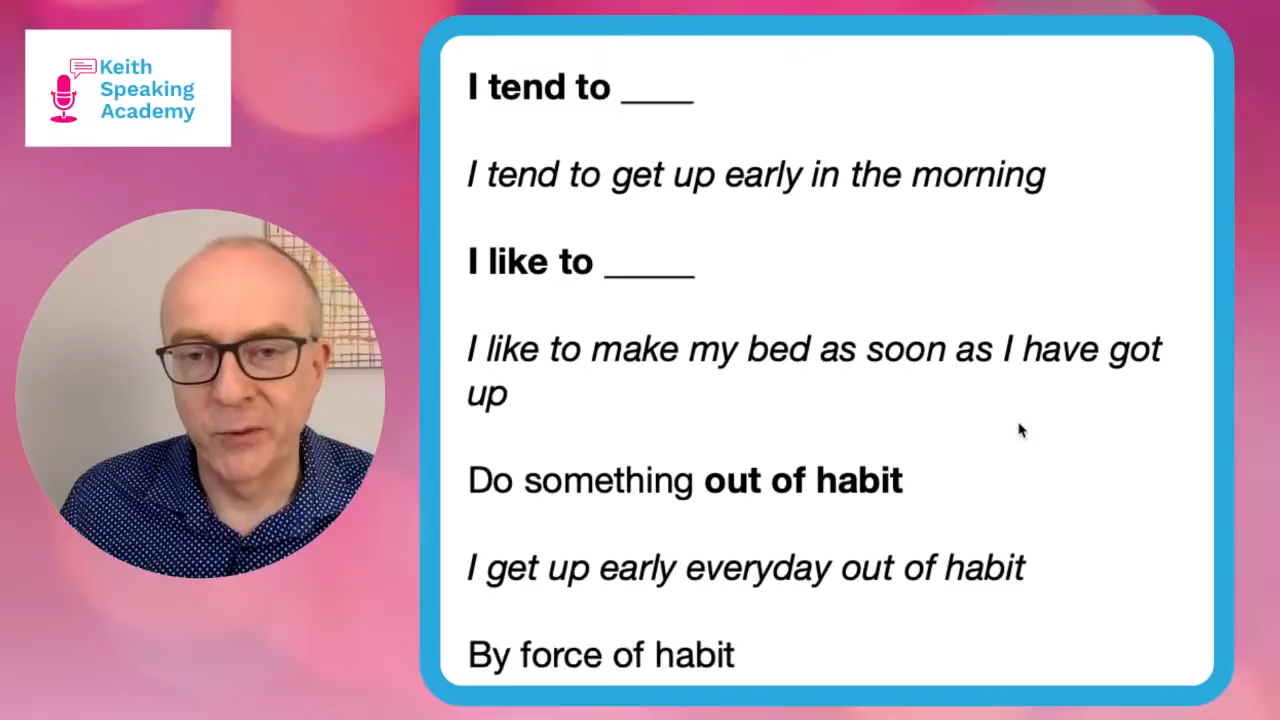 Keith
Speaking
Academy
I tend to ____
I tend to get up early in the morning
I like to _____
I like to make my bed as soon as I have got
up
Do something out of habit
I get up early everyday out of habit
By force of habit